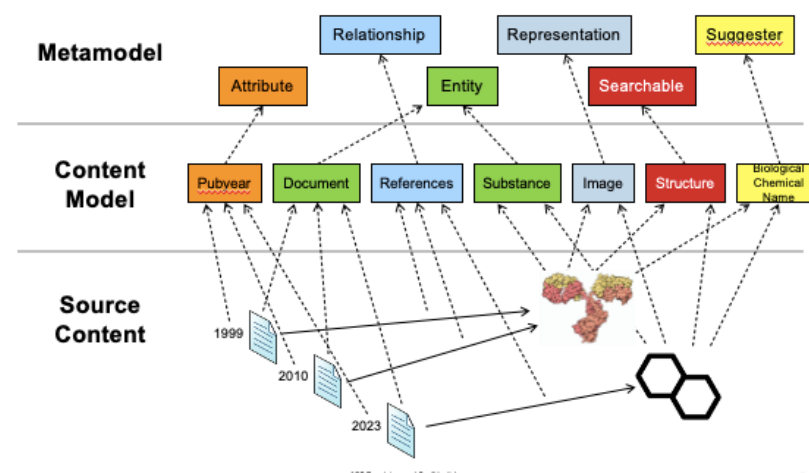 Relationship
Representation
Suggester
Metamodel
Attribute
Entity
Searchable
Content
Model
Pubyear
Document
References
Substance
Image
Structure
Biological
Chemical
Name
Source
Content
1999
2010
2023